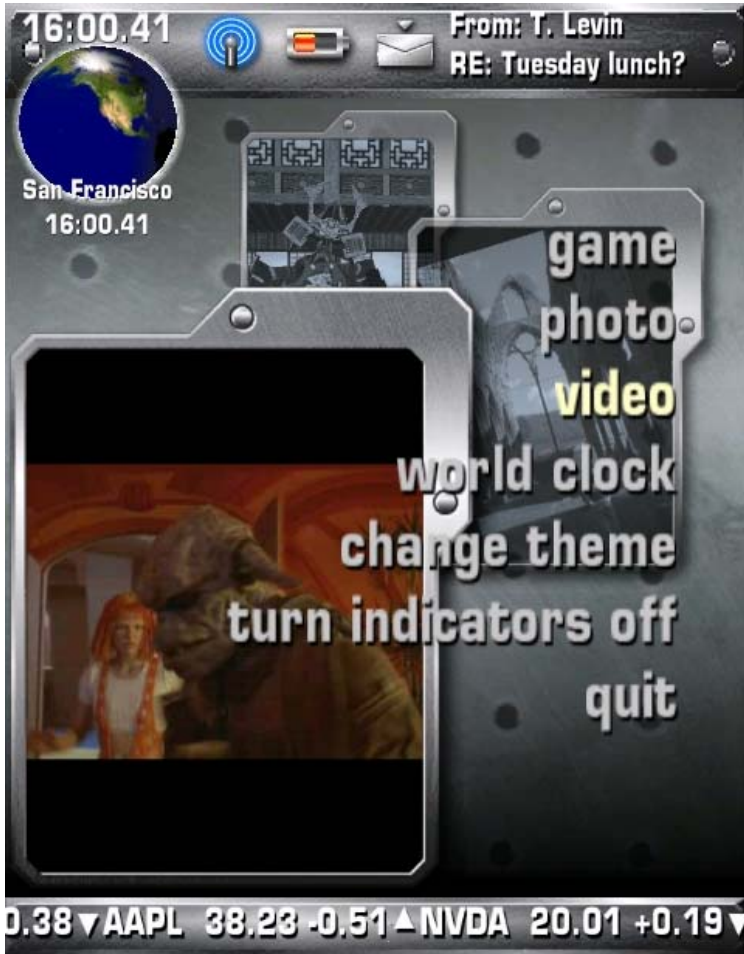 16:00.41
From: T. Levin
RE: Tuesday lunch?
San Francisco
16:00.41
game
photo
video
world clock
change theme
turn indicators off
quit
0.38▼AAPL 38.23 -0.51▲NVDA 20.01 +0.19▼